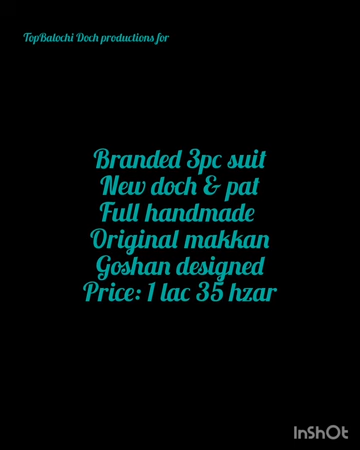 TopBalochi Doch productions for
Branded 3pc suit
New doch & pat
Full handmade
Original makkan
Goshan designed
Price: 1 lac 35 hzar
InShOt